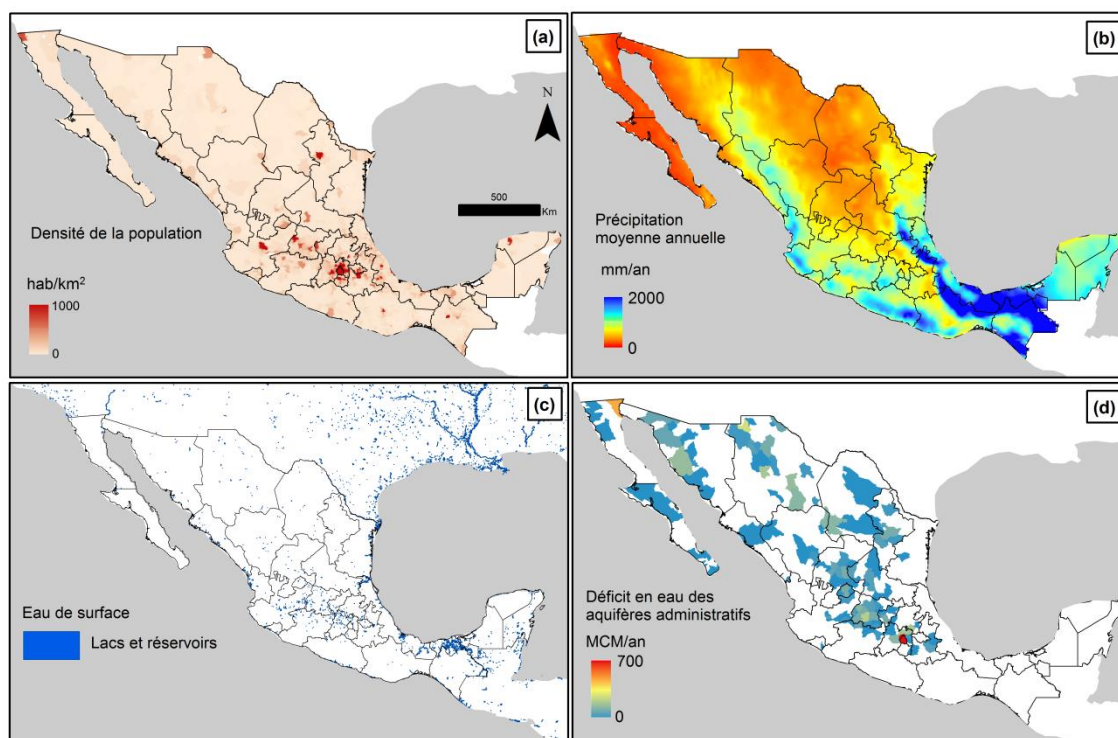 (a)
N
500
Km
Densité de la population
hab/km²
1000
0
(b)
Précipitation
moyenne annuelle
mm/an
2000
0
(c)
Eau de surface
Lacs et réservoirs
(d)
Déficit en eau des
aquifères administratifs
MCM/an
700
0